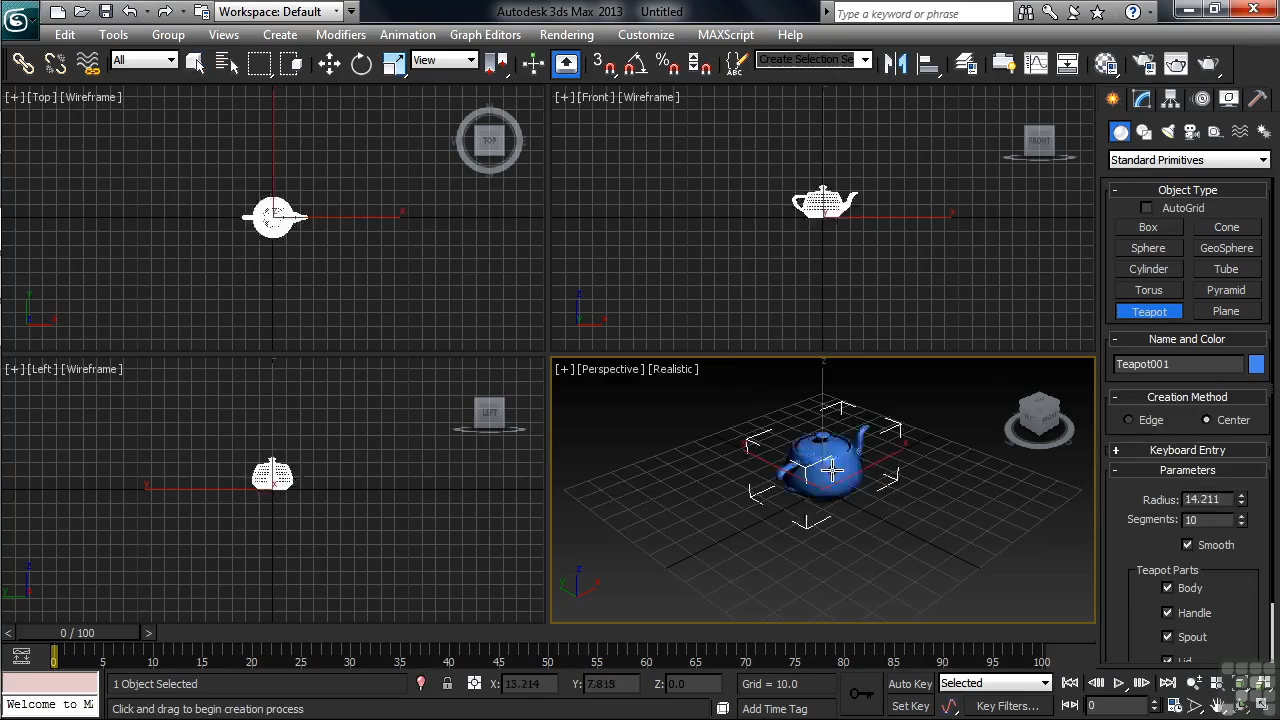 Workspace: Default
Autodesk 3ds Max 2013 Untitled
Type a keyword or phrase
Edit Tools Group Views Create Modifiers Animation Graph Editors Rendering Customize MAXScript Help
All
View
3
Create Selection Se
[+] [Top] [Wireframe]
TOP
[+] [Front] [Wireframe]
FRONT
Standard Primitives
- Object Type
AutoGrid
Box Cone
Sphere GeoSphere
Cylinder Tube
Torus Pyramid
Teapot Plane
- Name and Color
Teapot001
- Creation Method
Edge Center
+ Keyboard Entry
- Parameters
Radius: 14.211
Segments: 10
Smooth
Teapot Parts
Body
Handle
Spout
Lid
[+] [Left] [Wireframe]
LEFT
[+] [Perspective] [Realistic]
< 0 / 100 >
0 5 10 15 20 25 30 35 40 45 50 55 60 65 70 75 80 85 90 95 100
1 Object Selected
X: 13.214 Y: 7.818 Z: 0.0
Grid = 10.0
Auto Key
Selected
Welcome to M
Click and drag to begin creation process
Add Time Tag
Set Key
Key Filters...
0